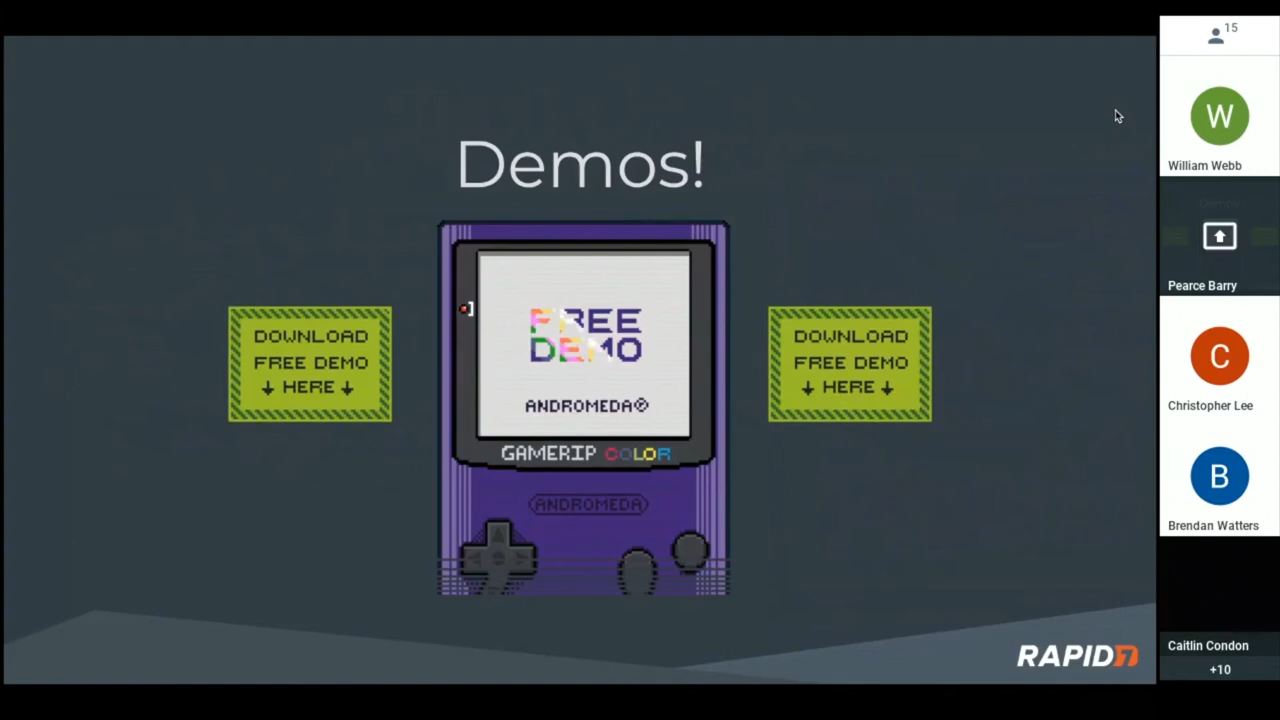 Demos!
DOWNLOAD
FREE DEMO
↓ HERE ↓
FREE
DEMO
ANDROMEDA®
GAMERIP COLOR
ANDROMEDA
DOWNLOAD
FREE DEMO
↓ HERE ↓
RAPID7
15
W
William Webb
Demos
Pearce Barry
C
Christopher Lee
B
Brendan Watters
Caitlin Condon
+10